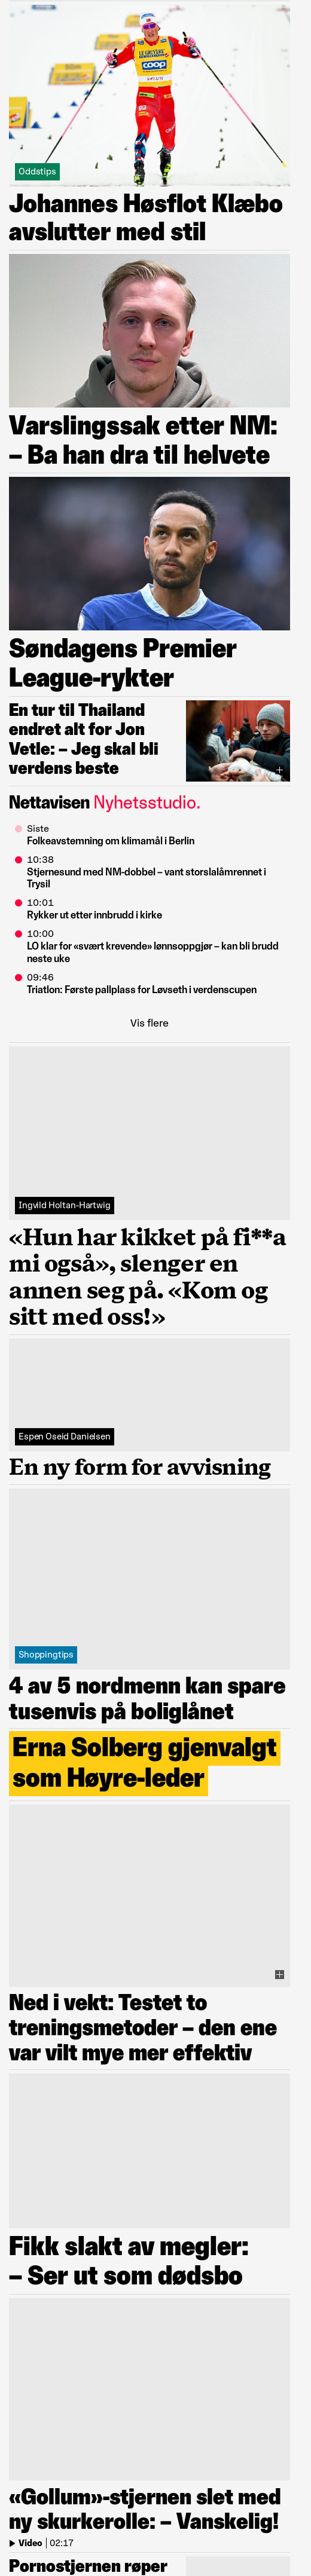 coop
Oddstips
Johannes Høsflot Klæbo
avslutter med stil
Varslingssak etter NM:
– Ba han dra til helvete
Søndagens Premier
League-rykter
En tur til Thailand
endret alt for Jon
Vetle: – Jeg skal bli
verdens beste
Nettavisen Nyhetsstudio.
Siste
Folkeavstemning om klimamål i Berlin
10:38
Stjernesund med NM-dobbel – vant storslalåmrennet i
Trysil
10:01
Rykker ut etter innbrudd i kirke
10:00
LO klar for «svært krevende» lønnsoppgjør – kan bli brudd
neste uke
09:46
Triatlon: Første pallplass for Løvseth i verdenscupen
Vis flere
Ingvild Holtan-Hartwig
«Hun har kikket på fi**a
mi også», slenger en
annen seg på. «Kom og
sitt med oss!»
Espen Oseid Danielsen
En ny form for avvisning
Shoppingtips
4 av 5 nordmenn kan spare
tusenvis på boliglånet
Erna Solberg gjenvalgt
som Høyre-leder
Ned i vekt: Testet to
treningsmetoder – den ene
var vilt mye mer effektiv
Fikk slakt av megler:
– Ser ut som dødsbo
«Gollum»-stjernen slet med
ny skurkerolle: – Vanskelig!
Video | 02:17
Pornostjernen røper